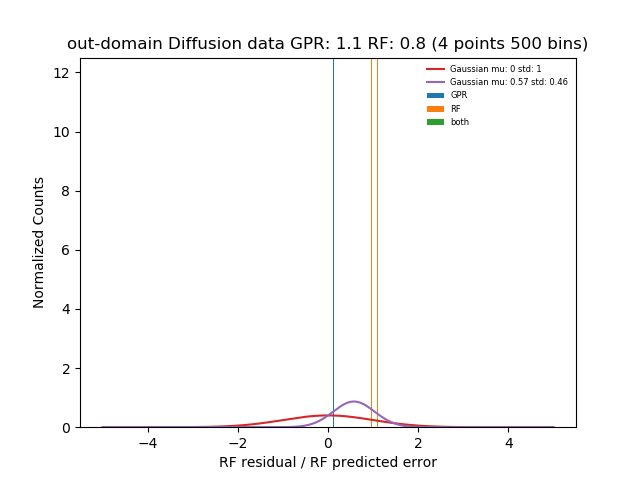 out-domain Diffusion data GPR: 1.1 RF: 0.8 (4 points 500 bins)
Gaussian mu: 0 std: 1
Gaussian mu: 0.57 std: 0.46
GPR
RF
both
Normalized Counts
12
10
8
6
4
2
0
−4
−2
0
2
4
RF residual / RF predicted error